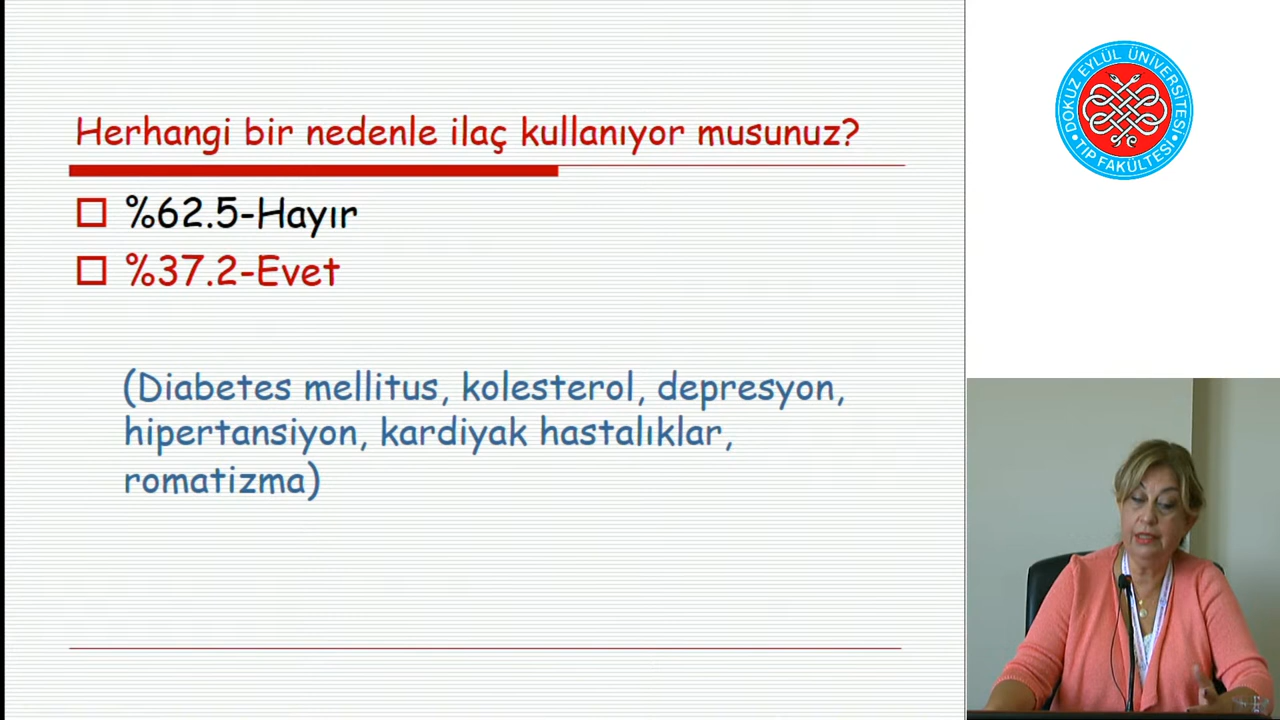 Herhangi bir nedenle ilaç kullanıyor musunuz?
%62.5-Hayır
%37.2-Evet
(Diabetes mellitus, kolesterol, depresyon,
hipertansiyon, kardiyak hastalıklar,
romatizma)
DOKUZ EYLÜL ÜNİVERSİTESİ
• TIP FAKÜLTESİ •